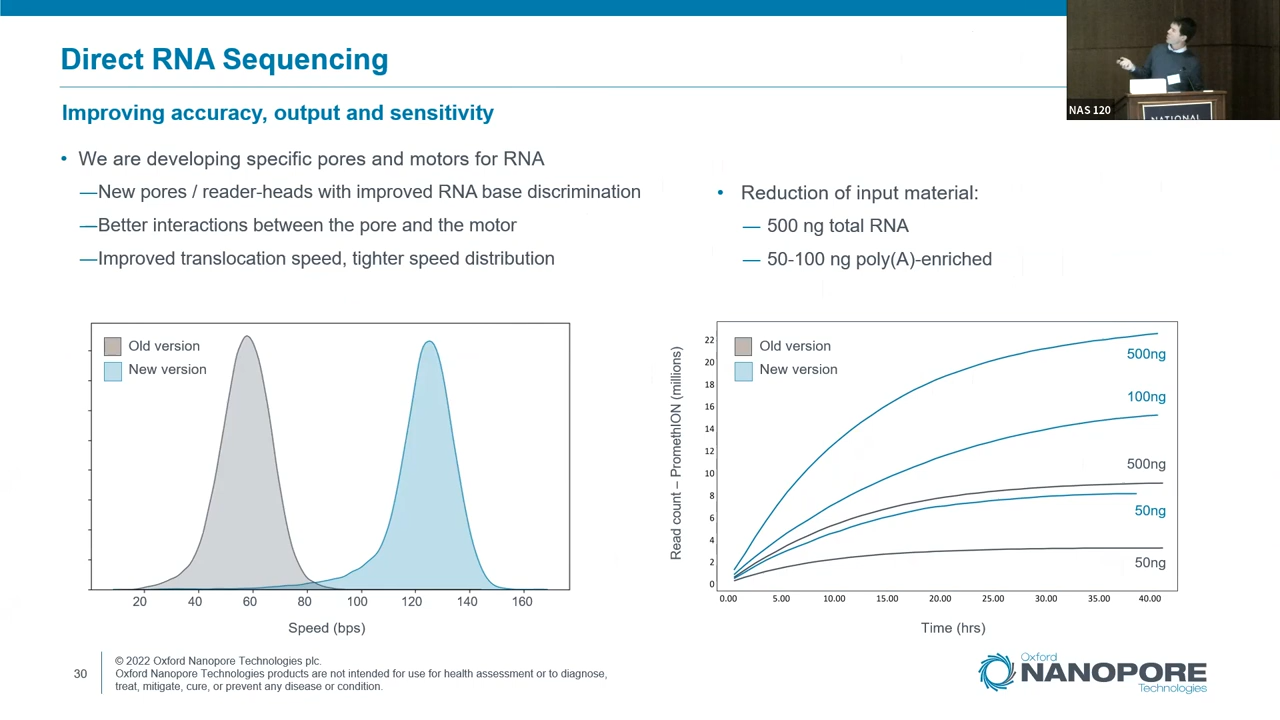 Direct RNA Sequencing
NAS 120
NATIONAL
Improving accuracy, output and sensitivity
• We are developing specific pores and motors for RNA
—New pores / reader-heads with improved RNA base discrimination
—Better interactions between the pore and the motor
—Improved translocation speed, tighter speed distribution
• Reduction of input material:
— 500 ng total RNA
— 50-100 ng poly(A)-enriched
Old version
New version
20 40 60 80 100 120 140 160
Speed (bps)
Old version
New version
Read count – PromethION (millions)
22
20
18
16
14
12
10
8
6
4
2
0
500ng
100ng
500ng
50ng
50ng
0.00 5.00 10.00 15.00 20.00 25.00 30.00 35.00 40.00
Time (hrs)
30
© 2022 Oxford Nanopore Technologies plc.
Oxford Nanopore Technologies products are not intended for use for health assessment or to diagnose,
treat, mitigate, cure, or prevent any disease or condition.
Oxford
NANOPORE
Technologies